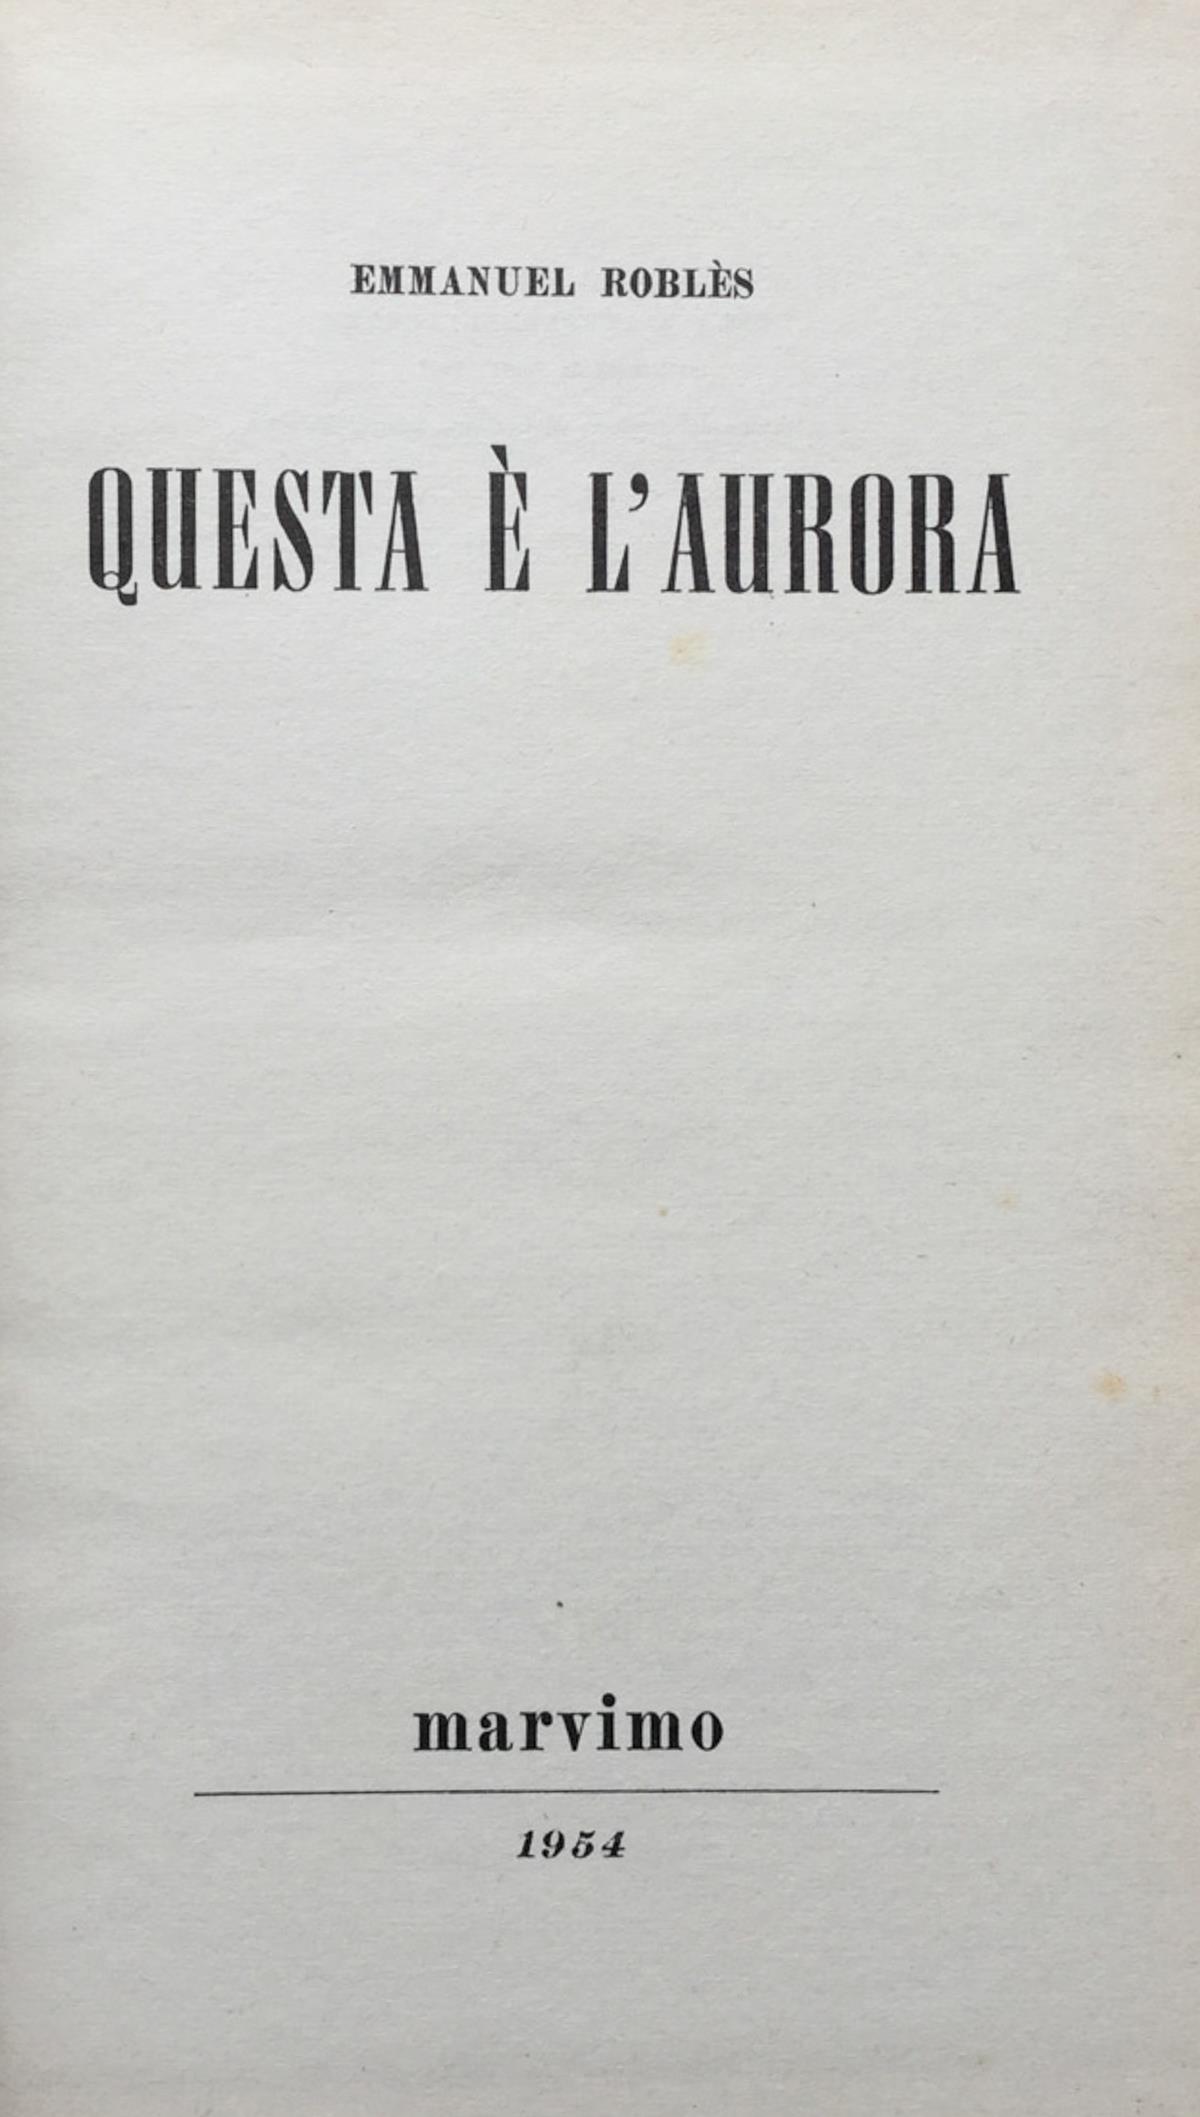 EMMANUEL ROBLÈS
QUESTA È L'AURORA
marvimo
1954